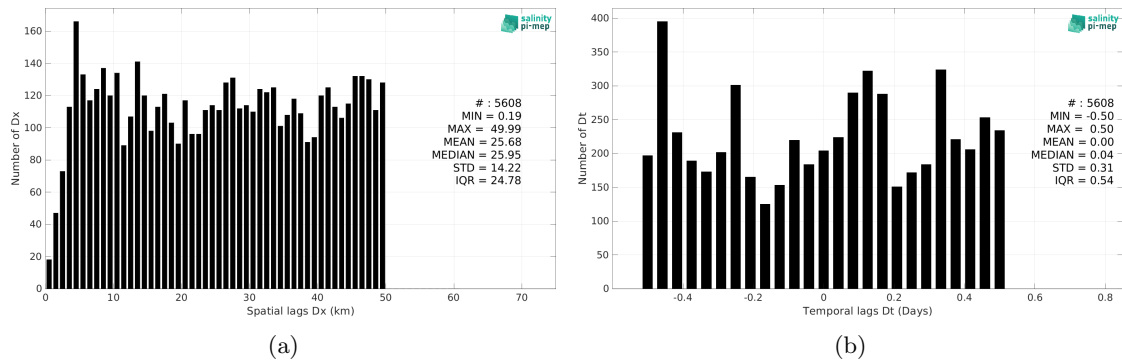 salinity
pi-mep
160
140
120
100
80
60
40
20
0
Number of Dx
# : 5608
MIN = 0.19
MAX = 49.99
MEAN = 25.68
MEDIAN = 25.95
STD = 14.22
IQR = 24.78
0 10 20 30 40 50 60 70
Spatial lags Dx (km)
(a)
salinity
pi-mep
400
350
300
250
200
150
100
50
0
Number of Dt
# : 5608
MIN = -0.50
MAX = 0.50
MEAN = 0.00
MEDIAN = 0.04
STD = 0.31
IQR = 0.54
-0.4 -0.2 0 0.2 0.4 0.6 0.8
Temporal lags Dt (Days)
(b)